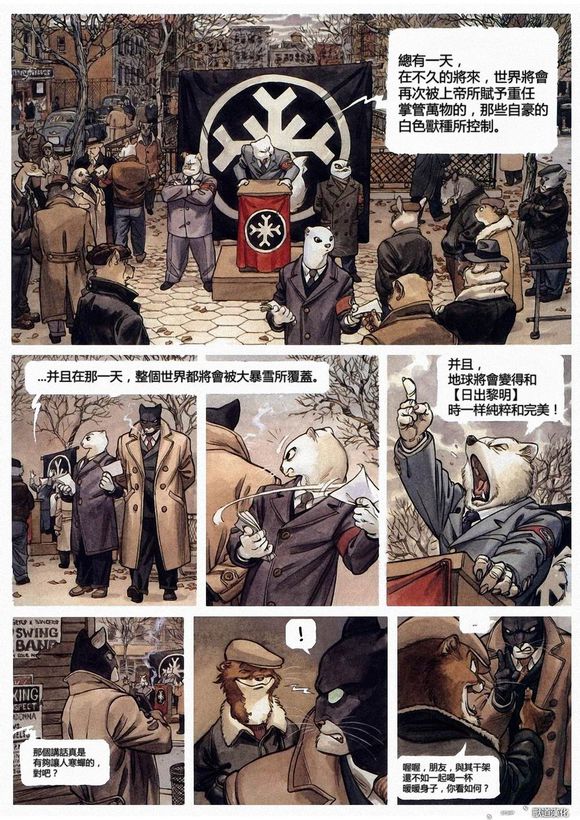 總有一天，
在不久的將來，世界將會
再次被上帝所賦予重任
掌管萬物的，那些自豪的
白色獸種所控制。
…并且在那一天，整個世界都將會被大暴雪所覆蓋。
并且，
地球將會變得和
【日出黎明】
時一樣純粹和完美！
SWING
BAND
KING
SPECT
DONNA
那個講話真是
有夠讓人寒蟬的，
對吧？
！
喔喔，朋友，與其干架
還不如一起喝一杯
暖暖身子，你看如何？